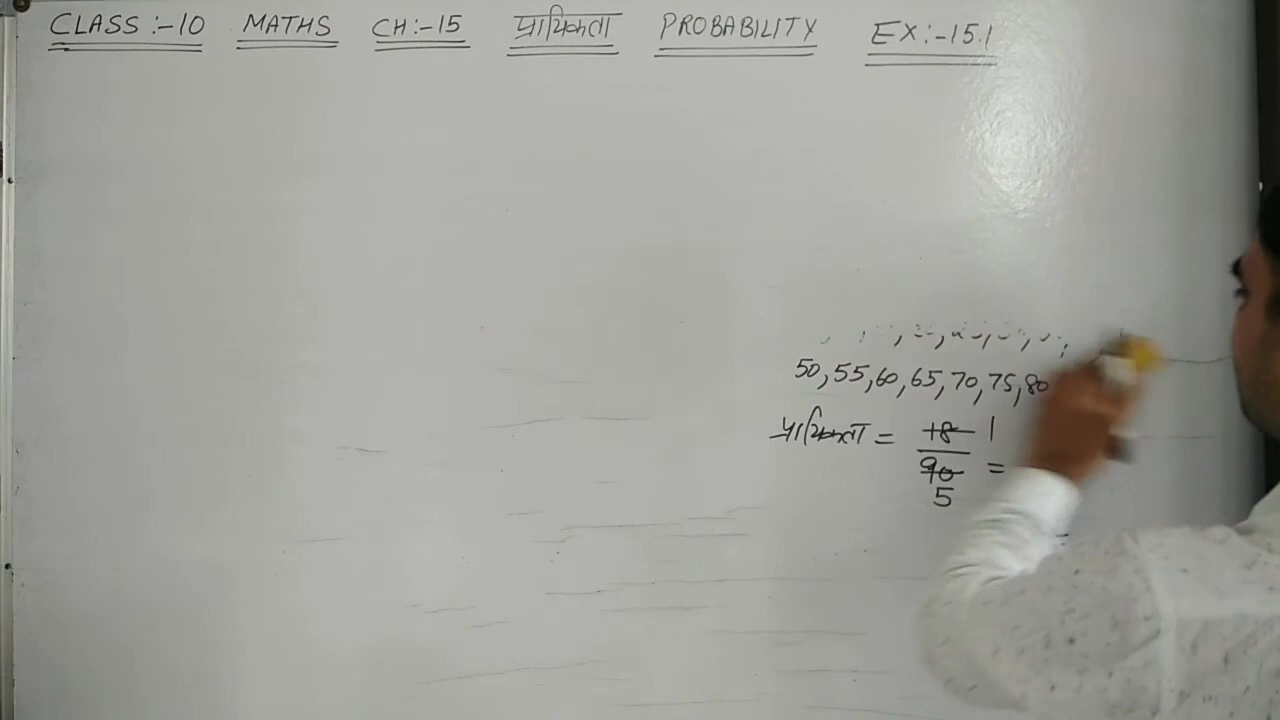 CLASS :-10 MATHS CH:-15 प्रायिकता PROBABILITY EX:-15.1
50, 55, 60, 65, 70, 75, 80
प्रायिकता = 18/90 1
5 =